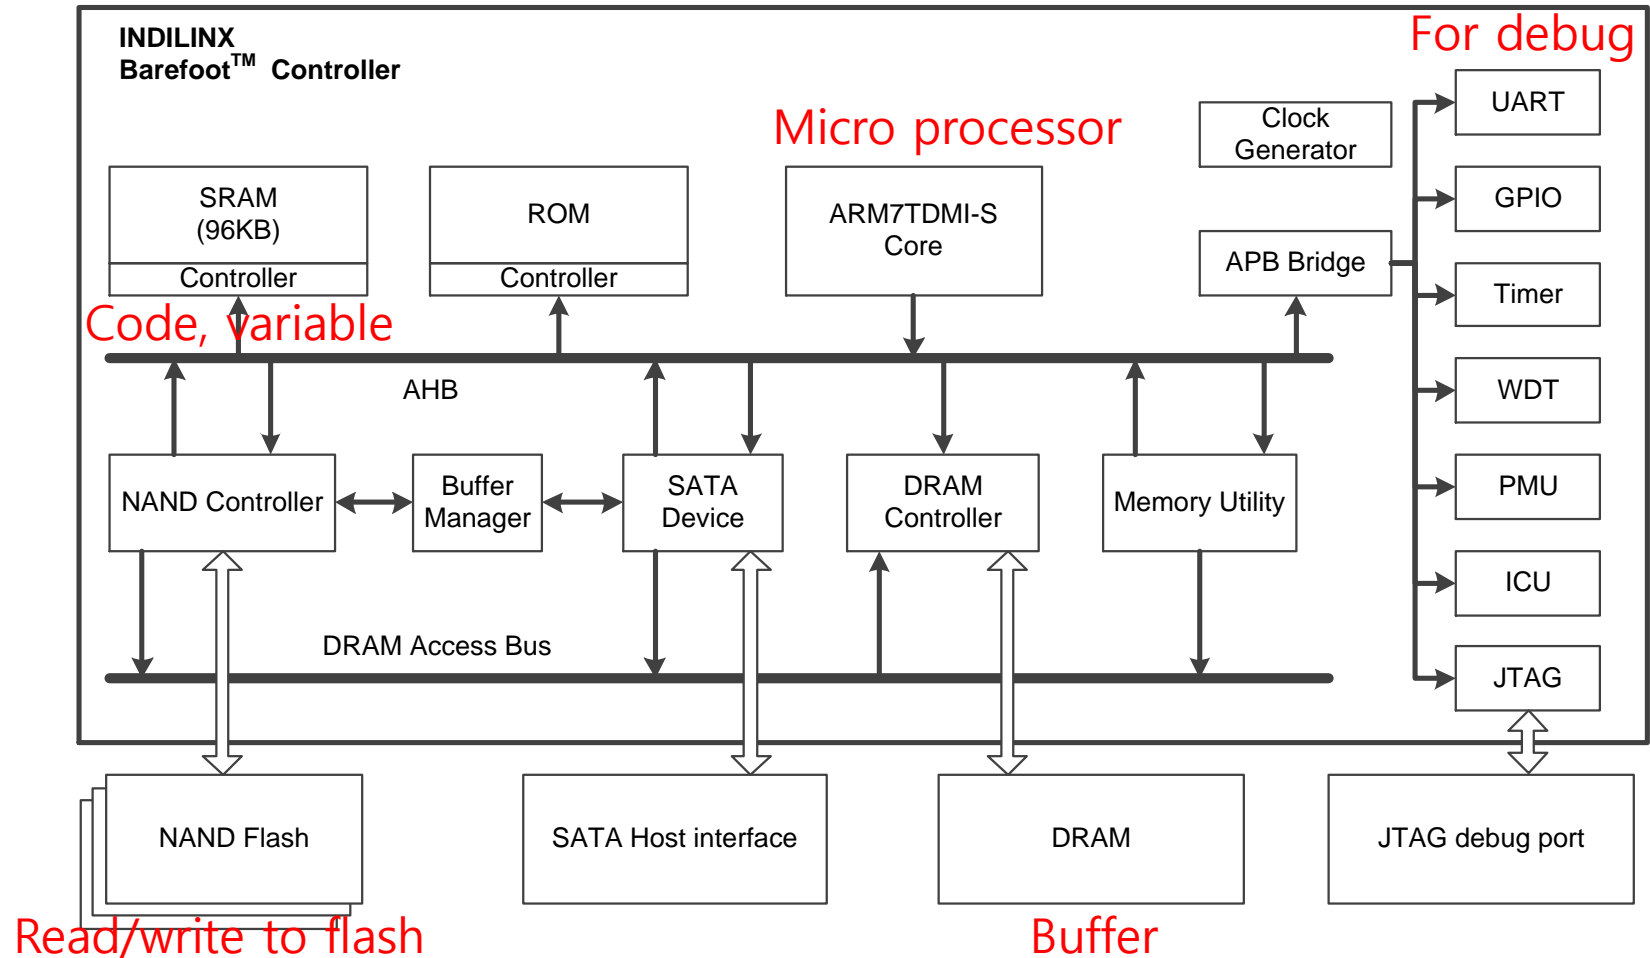 INDILINX
Barefoot™ Controller
For debug
UART
Micro processor
Clock
Generator
SRAM
(96KB)
Controller
ROM
Controller
ARM7TDMI-S
Core
GPIO
APB Bridge
Timer
Code, variable
AHB
WDT
NAND Controller
Buffer
Manager
SATA
Device
DRAM
Controller
Memory Utility
PMU
ICU
DRAM Access Bus
JTAG
NAND Flash
SATA Host interface
DRAM
JTAG debug port
Read/write to flash
Buffer